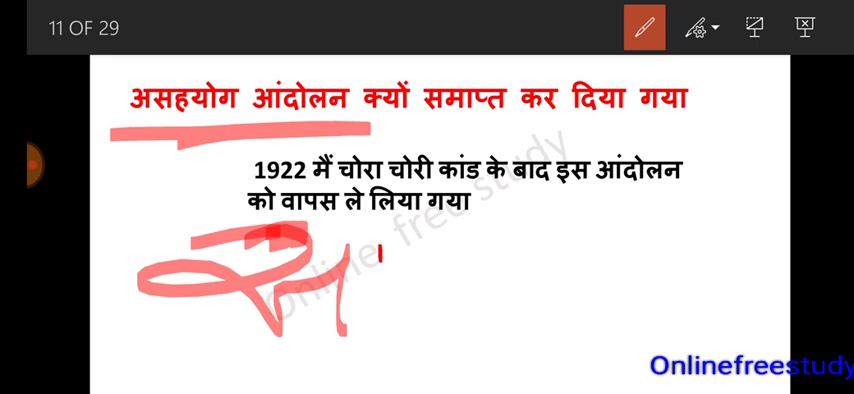 11 OF 29
असहयोग आंदोलन क्यों समाप्त कर दिया गया
1922 मैं चोरा चोरी कांड के बाद इस आंदोलन
को वापस ले लिया गया
Online free study
Onlinefreestudy